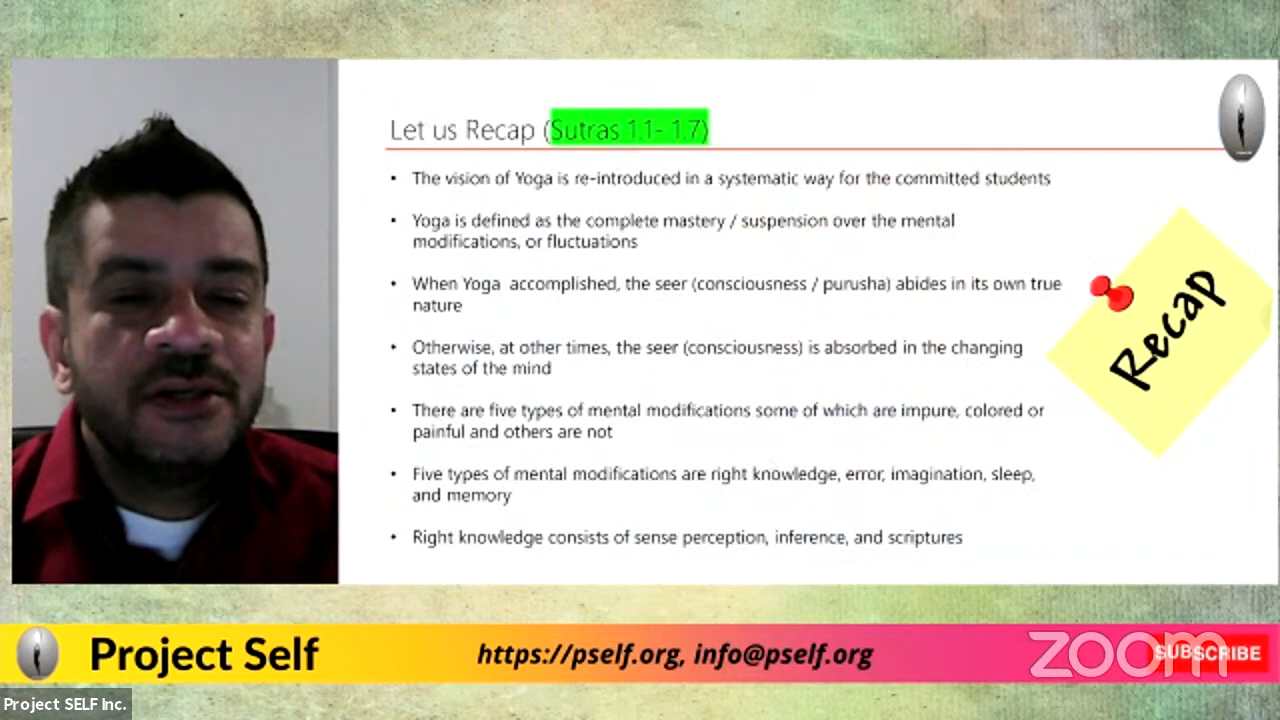 Let us Recap (Sutras 1.1- 1.7)
• The vision of Yoga is re-introduced in a systematic way for the committed students
• Yoga is defined as the complete mastery / suspension over the mental
modifications, or fluctuations
• When Yoga accomplished, the seer (consciousness / purusha) abides in its own true
nature
• Otherwise, at other times, the seer (consciousness) is absorbed in the changing
states of the mind
• There are five types of mental modifications some of which are impure, colored or
painful and others are not
• Five types of mental modifications are right knowledge, error, imagination, sleep,
and memory
• Right knowledge consists of sense perception, inference, and scriptures
Recap
Project Self
https://pself.org, info@pself.org
zoom
SUBSCRIBE
Project SELF Inc.